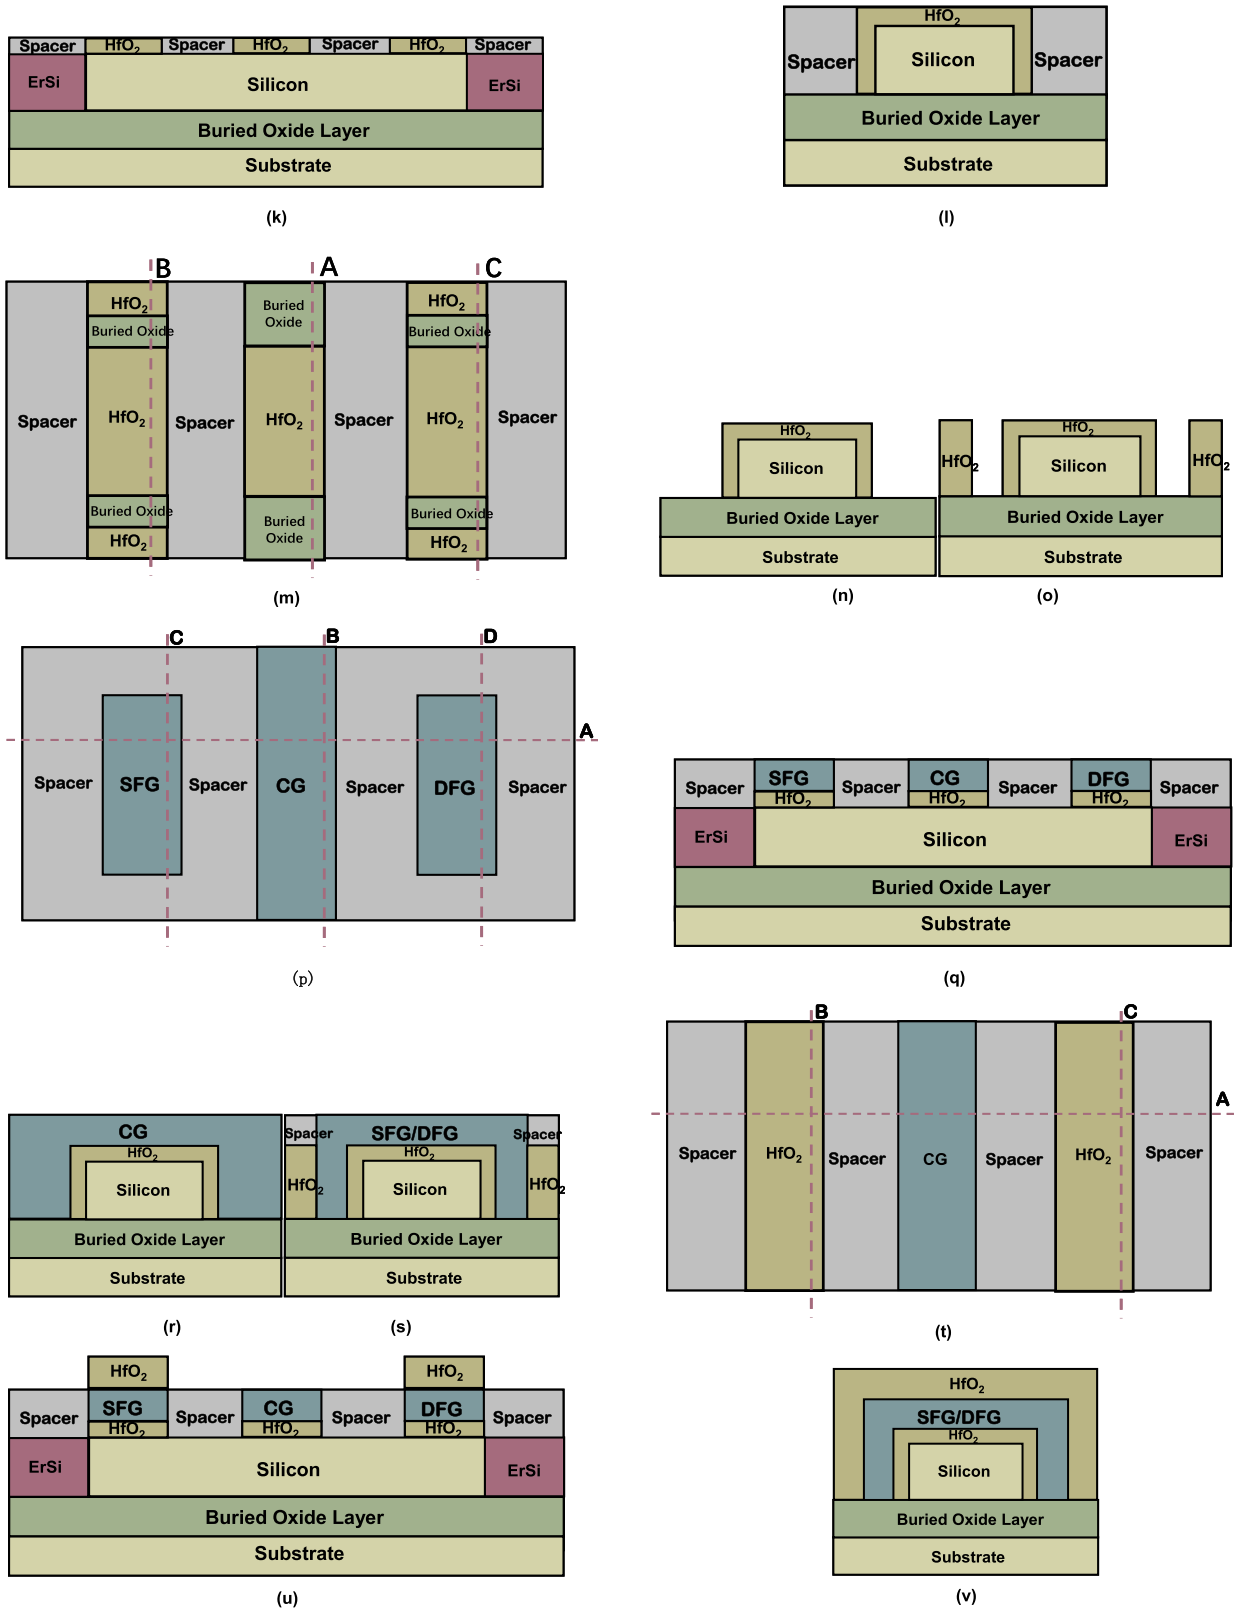 Spacer HfO2 Spacer HfO2 Spacer HfO2 Spacer
ErSi Silicon ErSi
Buried Oxide Layer
Substrate
(k)
HfO2
Spacer Silicon Spacer
Buried Oxide Layer
Substrate
(l)
B A C
HfO2 Buried Oxide HfO2
Buried Oxide Buried Oxide
Spacer HfO2 Spacer HfO2 Spacer HfO2 Spacer
Buried Oxide Buried Oxide Buried Oxide
HfO2 HfO2
(m)
HfO2
Silicon
Buried Oxide Layer
Substrate
(n)
HfO2
HfO2 Silicon HfO2
Buried Oxide Layer
Substrate
(o)
C B D
A
Spacer SFG Spacer CG Spacer DFG Spacer
(p)
SFG CG DFG
Spacer HfO2 Spacer HfO2 Spacer HfO2 Spacer
ErSi Silicon ErSi
Buried Oxide Layer
Substrate
(q)
CG
HfO2
Silicon
Buried Oxide Layer
Substrate
(r)
Spacer SFG/DFG Spacer
HfO2
HfO2 Silicon HfO2
Buried Oxide Layer
Substrate
(s)
B C
A
Spacer HfO2 Spacer CG Spacer HfO2 Spacer
(t)
HfO2 HfO2
SFG CG DFG
Spacer HfO2 Spacer HfO2 Spacer HfO2 Spacer
ErSi Silicon ErSi
Buried Oxide Layer
Substrate
(u)
HfO2
SFG/DFG
HfO2
Silicon
Buried Oxide Layer
Substrate
(v)